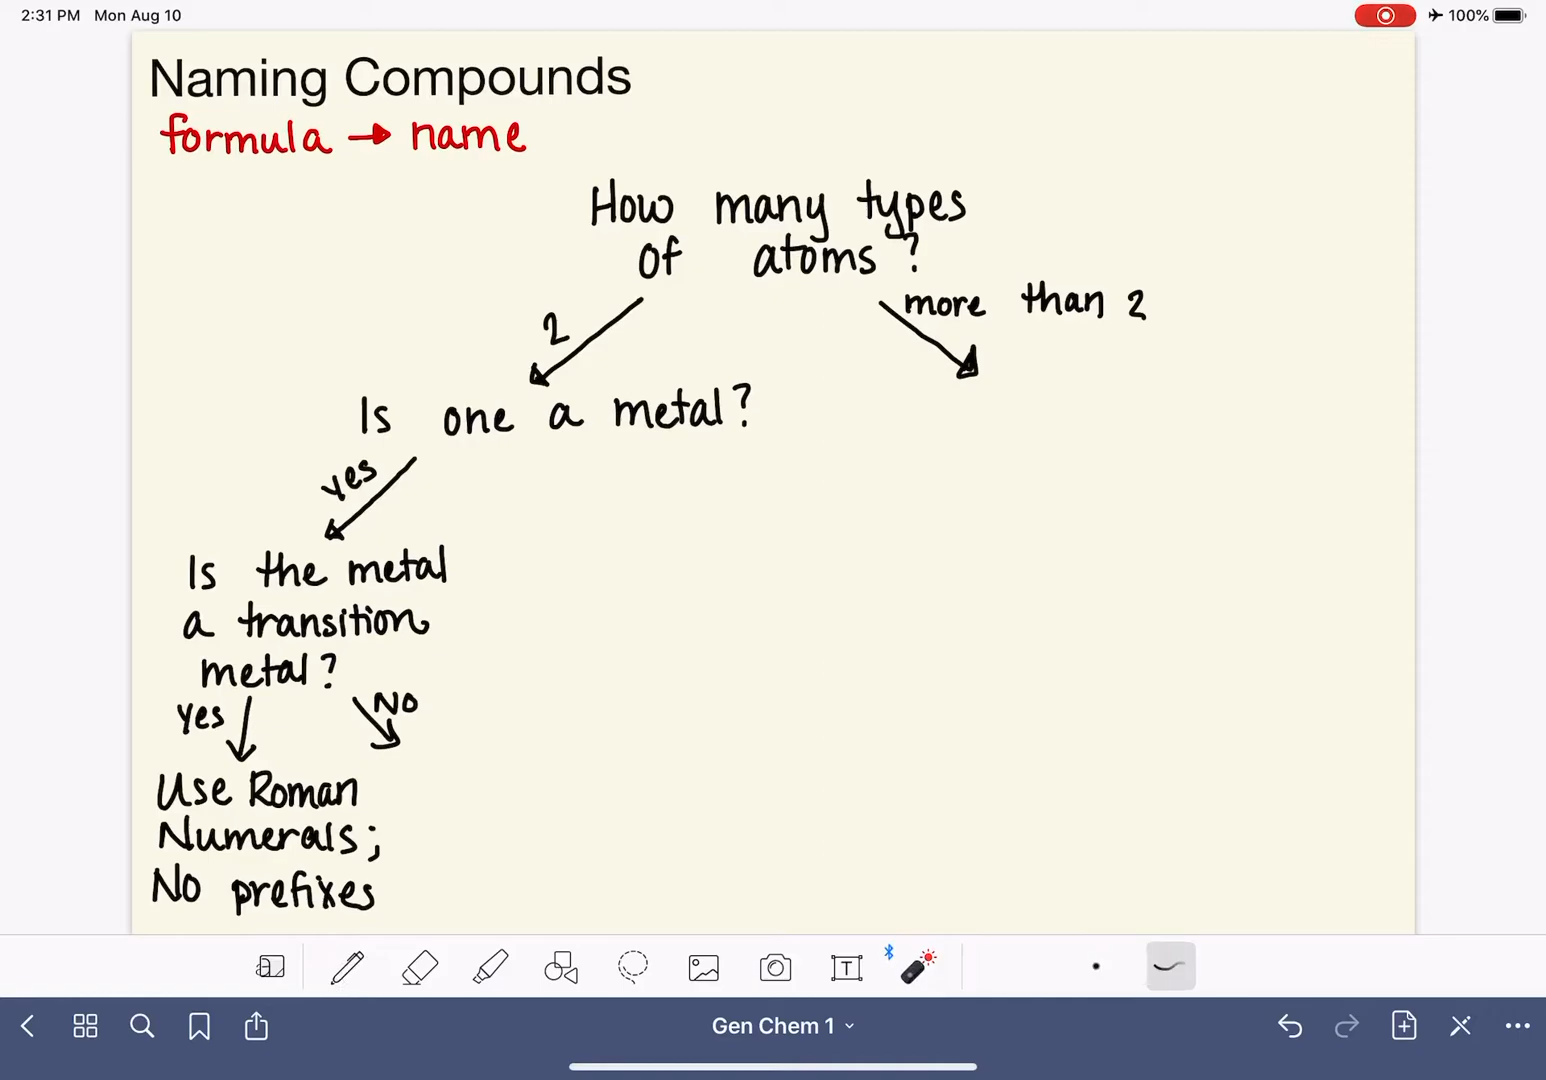 2:31 PM Mon Aug 10
100%
Naming Compounds
formula → name
How many types
of atoms?
2
more than 2
Is one a metal?
yes
Is the metal
a transition
metal?
Yes
No
Use Roman
Numerals;
No prefixes
T
Gen Chem 1